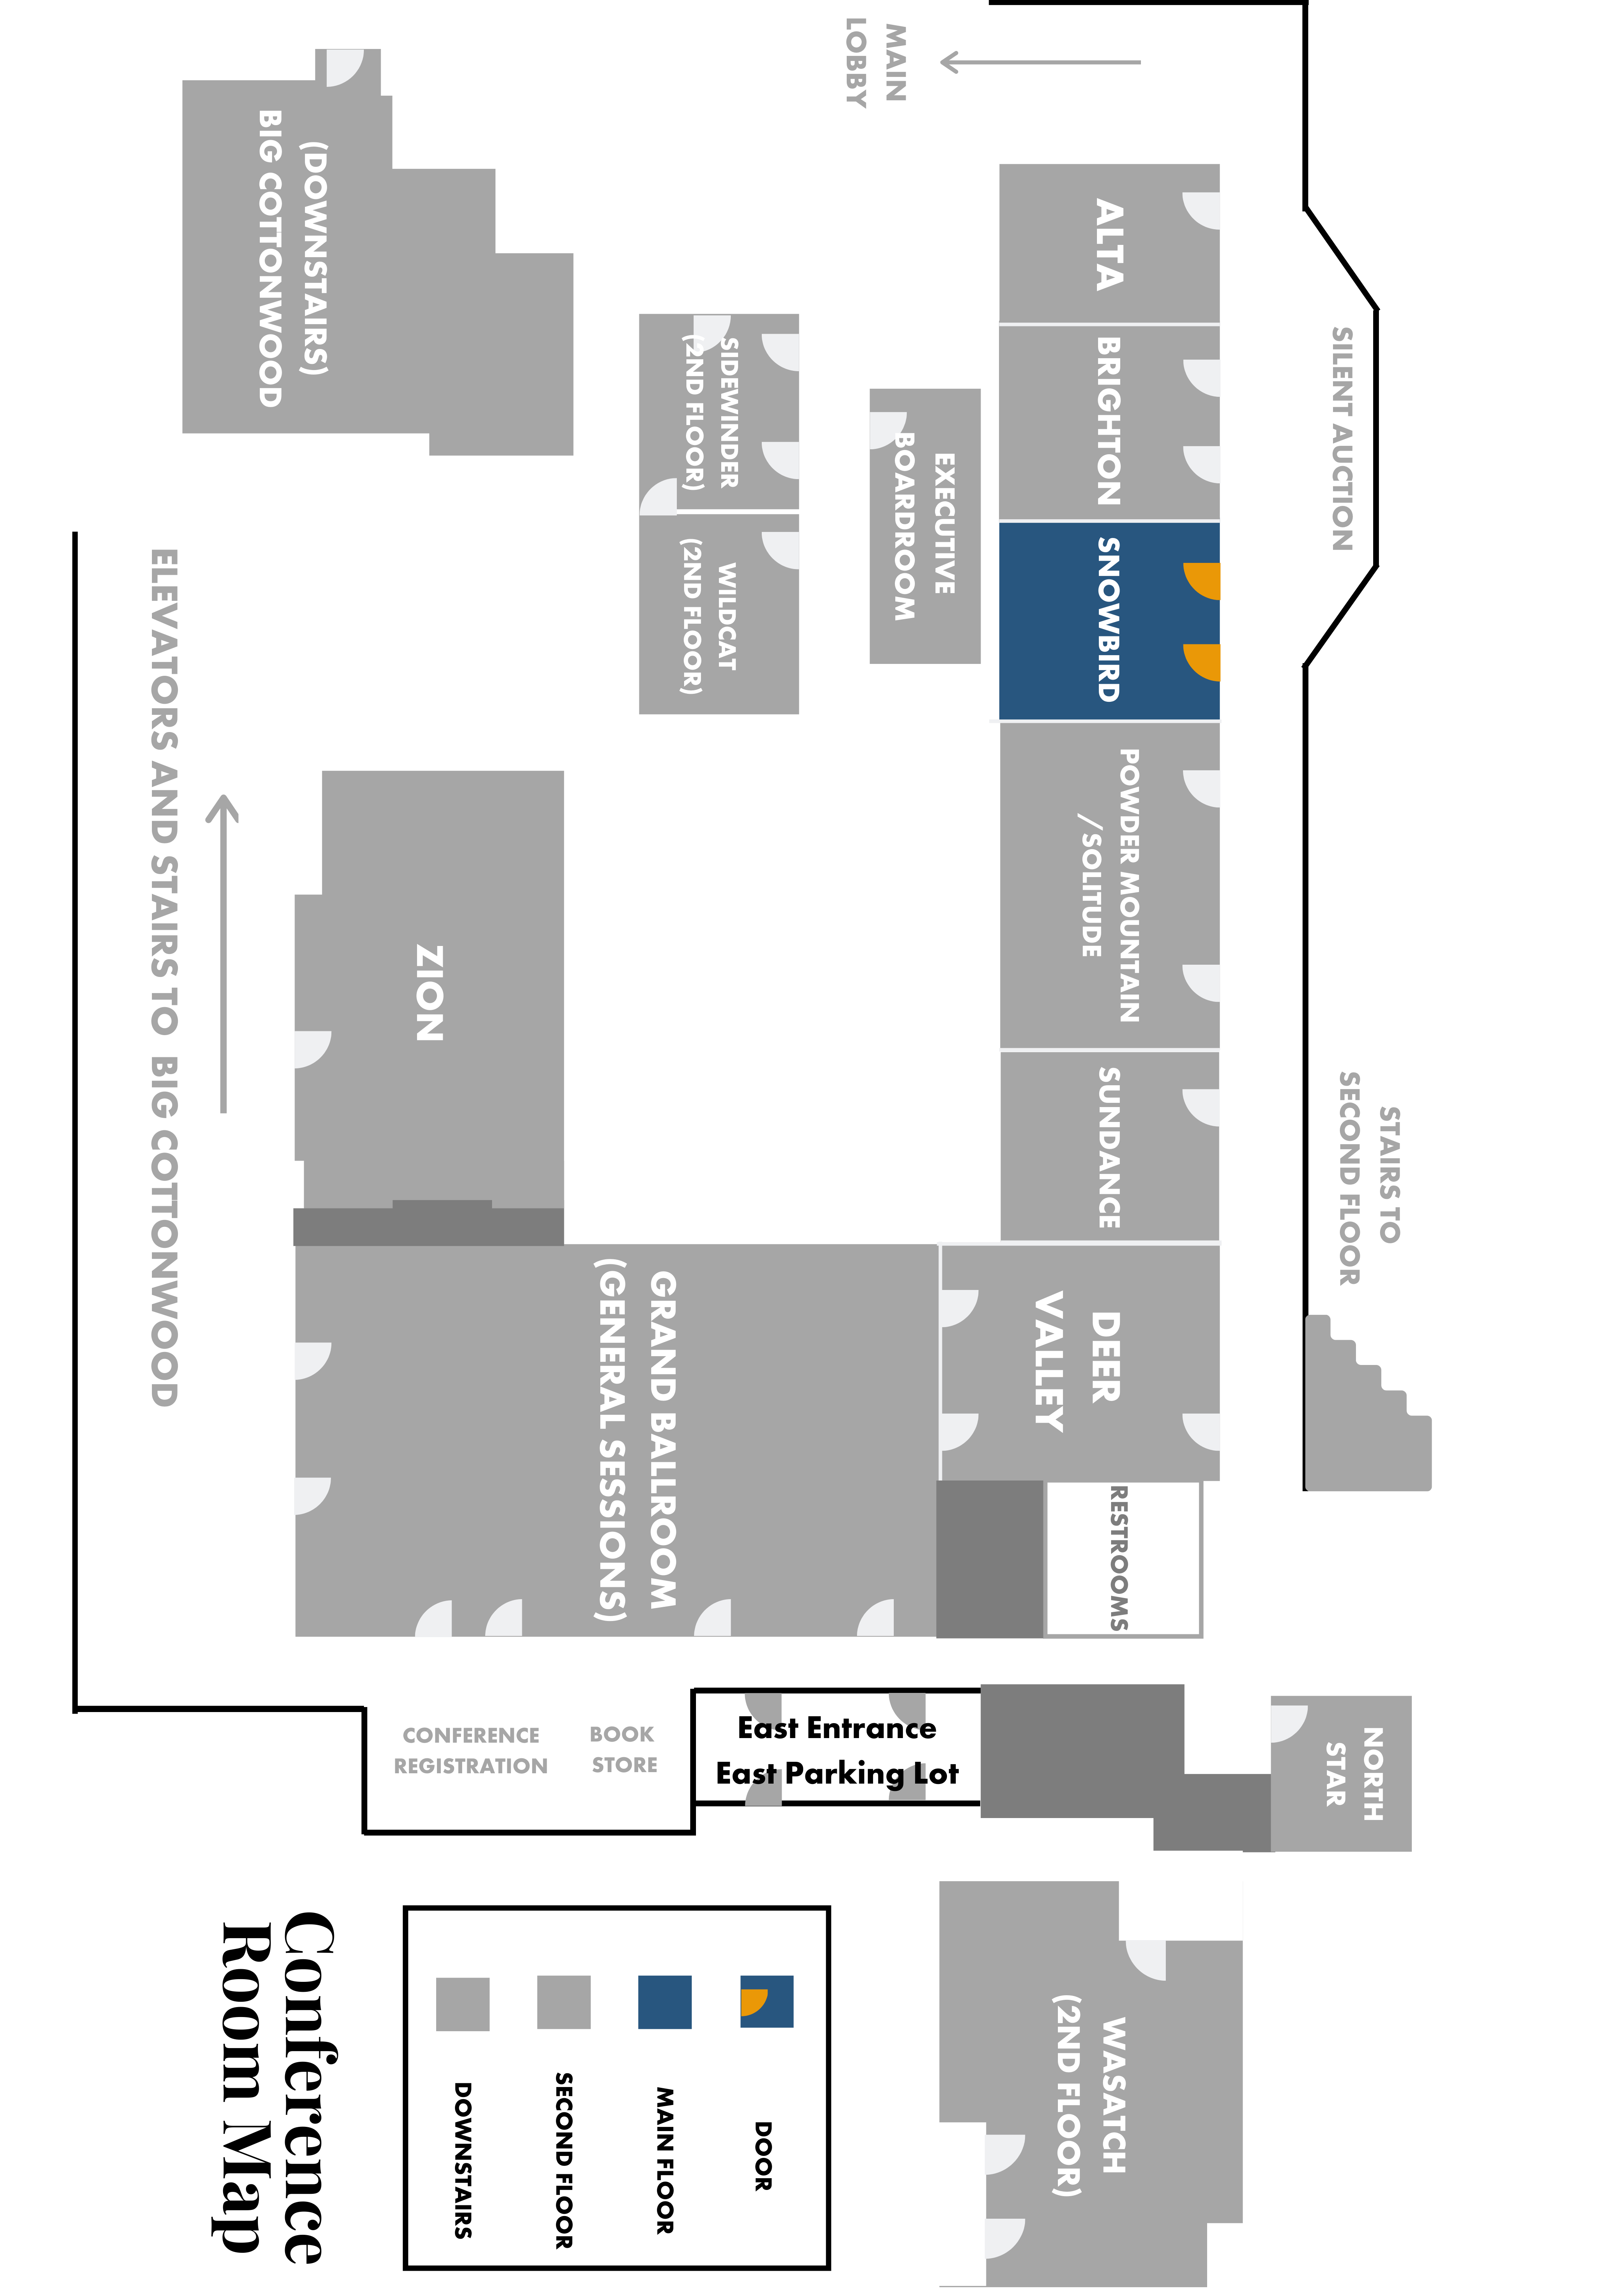 MAIN
LOBBY
ALTA
BRIGHTON
SNOWBIRD
POWDER MOUNTAIN
/SOLITUDE
SUNDANCE
DEER
VALLEY
RESTROOMS
SILENT AUCTION
STAIRS TO
SECOND FLOOR
EXECUTIVE
BOARDROOM
SIDEWINDER
(2ND FLOOR)
WILDCAT
(2ND FLOOR)
(DOWNSTAIRS)
BIG COTTONWOOD
ELEVATORS AND STAIRS TO BIG COTTONWOOD
ZION
GRAND BALLROOM
(GENERAL SESSIONS)
CONFERENCE
REGISTRATION
BOOK
STORE
East Entrance
East Parking Lot
NORTH
STAR
WASATCH
(2ND FLOOR)
DOOR
MAIN FLOOR
SECOND FLOOR
DOWNSTAIRS
Conference
Room Map